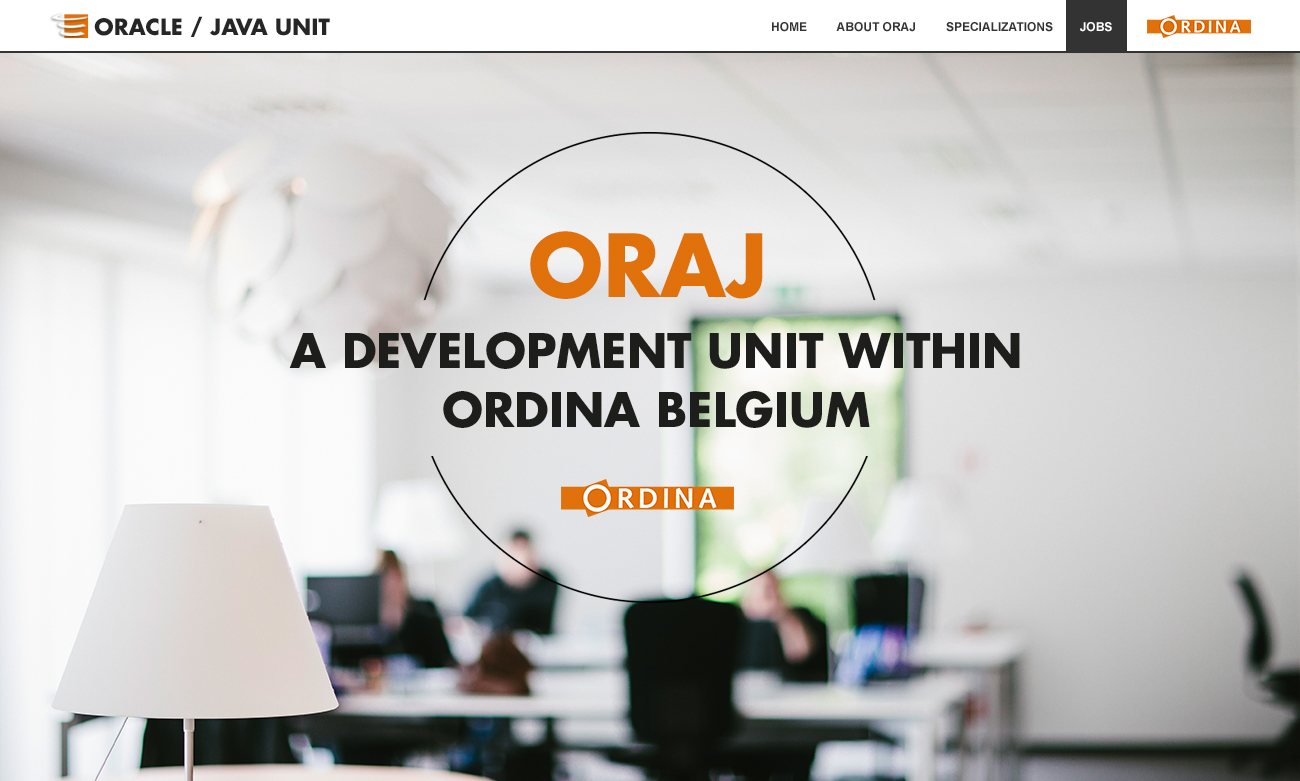 ORACLE / JAVA UNIT
HOME ABOUT ORAJ SPECIALIZATIONS JOBS ORDINA
ORAJ
A DEVELOPMENT UNIT WITHIN
ORDINA BELGIUM
ORDINA